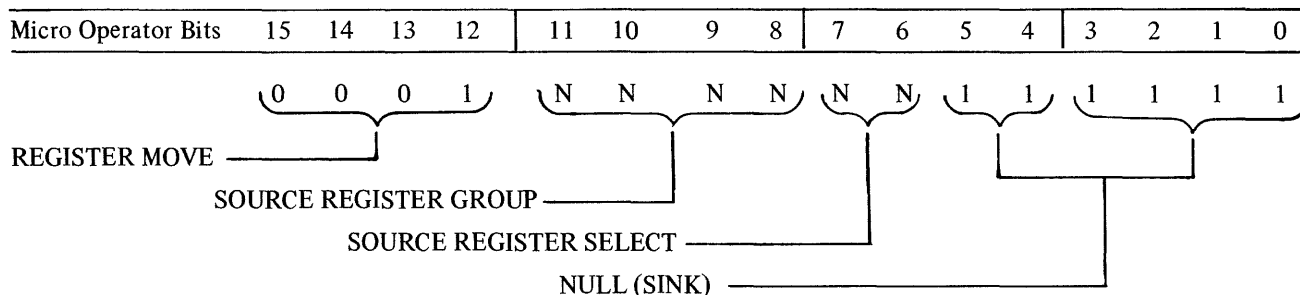 Micro Operator Bits 15 14 13 12 11 10 9 8 7 6 5 4 3 2 1 0
0 0 0 1 N N N N N N 1 1 1 1 1 1
REGISTER MOVE
SOURCE REGISTER GROUP
SOURCE REGISTER SELECT
NULL (SINK)